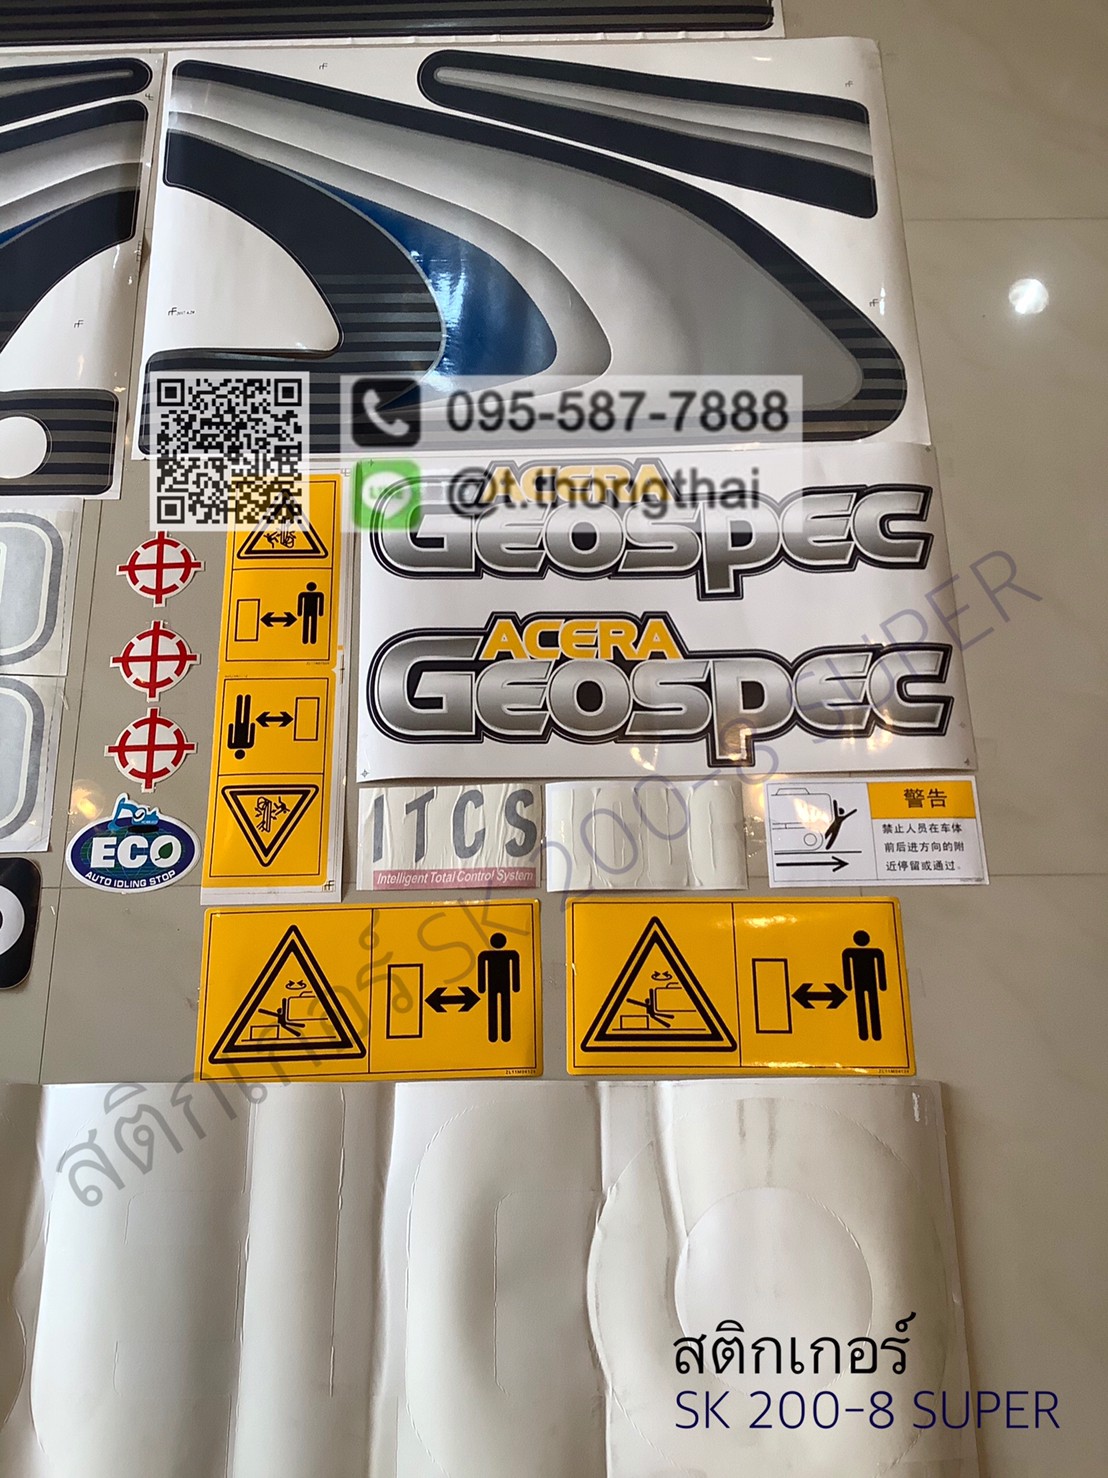 095-587-7888
@t.thongthai
LINE
ACERA
GEOSPEC
ACERA
GEOSPEC
ITCS
Intelligent Total Control System
ECO
AUTO IDLING STOP
警告
禁止人员在车体
前后进方向的附
近停留或通过。
สติกเกอร์ SK 200-8 SUPER
สติกเกอร์
SK 200-8 SUPER